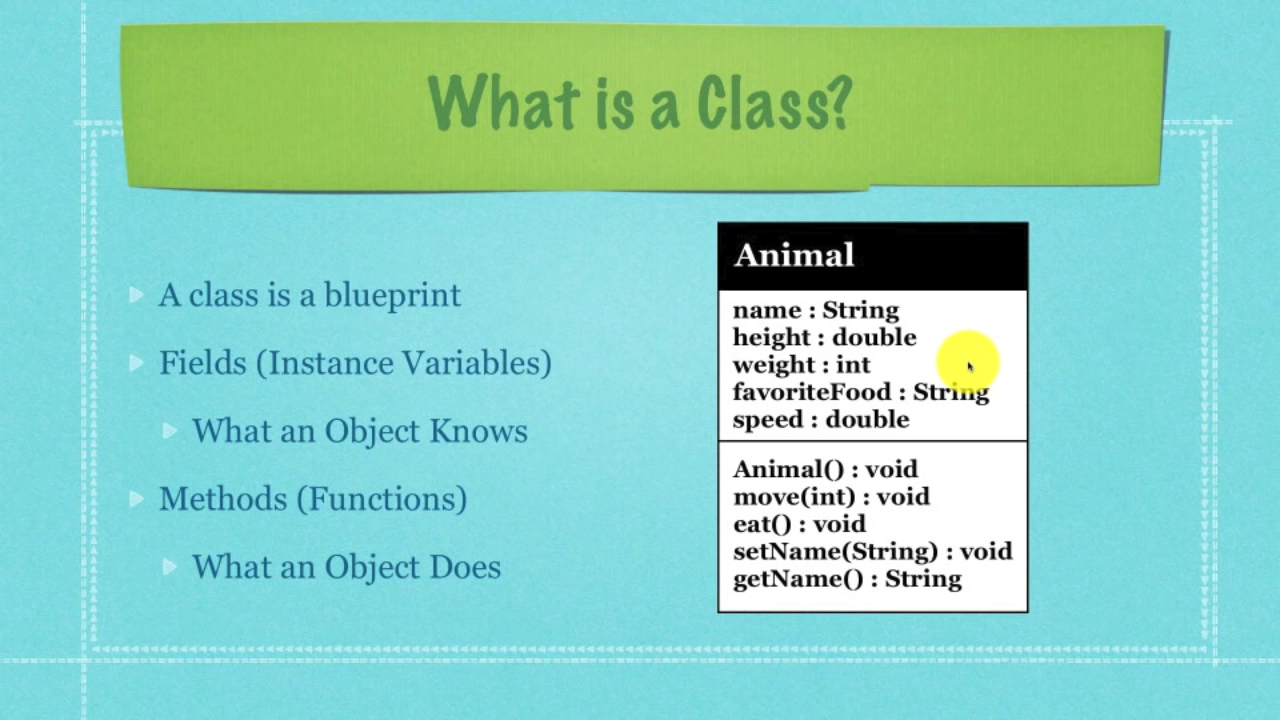 What is a Class?
A class is a blueprint
Fields (Instance Variables)
What an Object Knows
Methods (Functions)
What an Object Does
Animal
name : String
height : double
weight : int
favoriteFood : String
speed : double
Animal() : void
move(int) : void
eat() : void
setName(String) : void
getName() : String